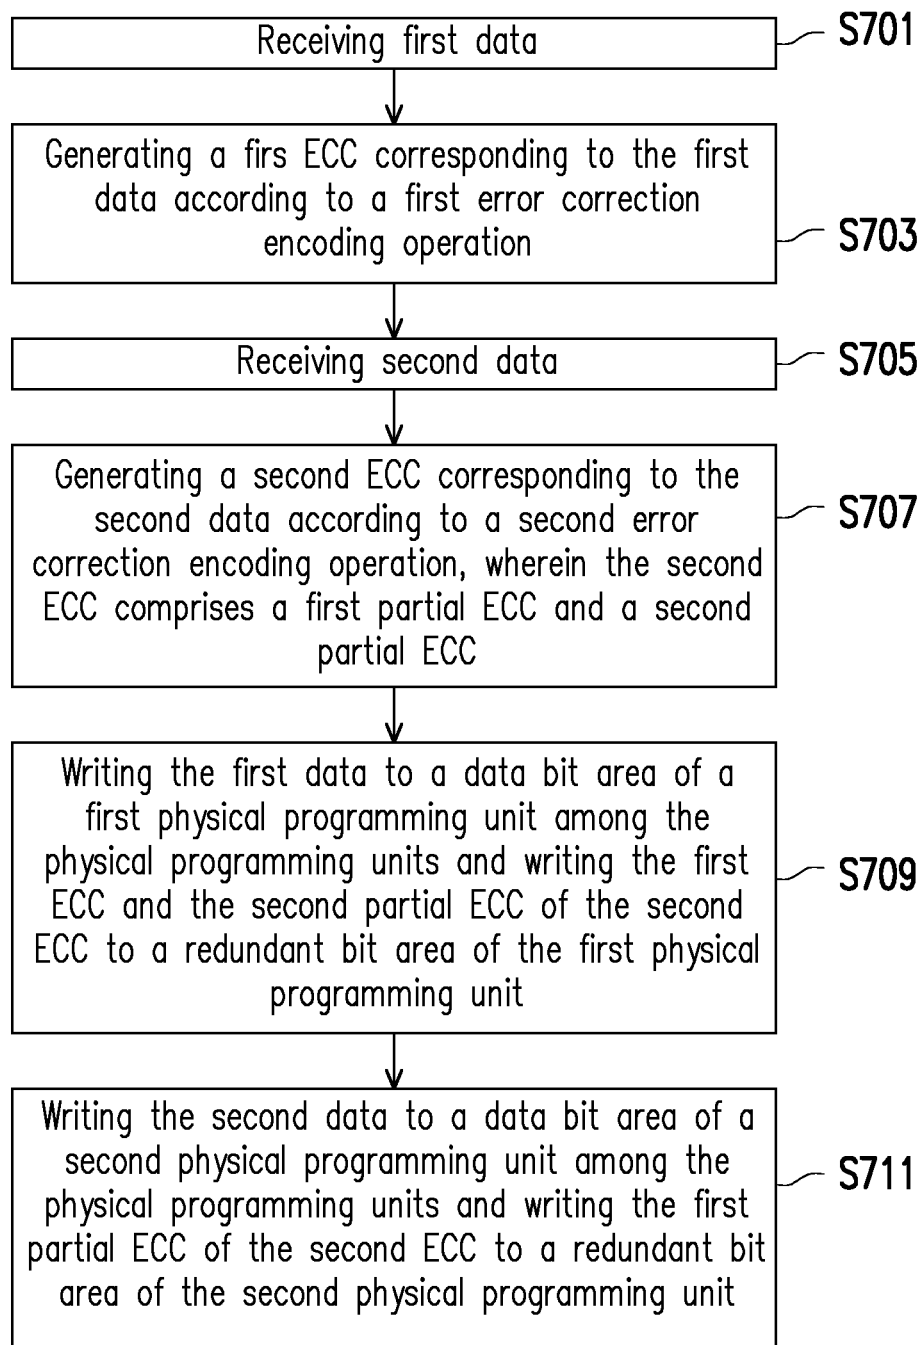 Receiving first data
S701
Generating a firs ECC corresponding to the first
data according to a first error correction
encoding operation
S703
Receiving second data
S705
Generating a second ECC corresponding to the
second data according to a second error
correction encoding operation, wherein the second
ECC comprises a first partial ECC and a second
partial ECC
S707
Writing the first data to a data bit area of a
first physical programming unit among the
physical programming units and writing the first
ECC and the second partial ECC of the second
ECC to a redundant bit area of the first physical
programming unit
S709
Writing the second data to a data bit area of a
second physical programming unit among the
physical programming units and writing the first
partial ECC of the second ECC to a redundant bit
area of the second physical programming unit
S711